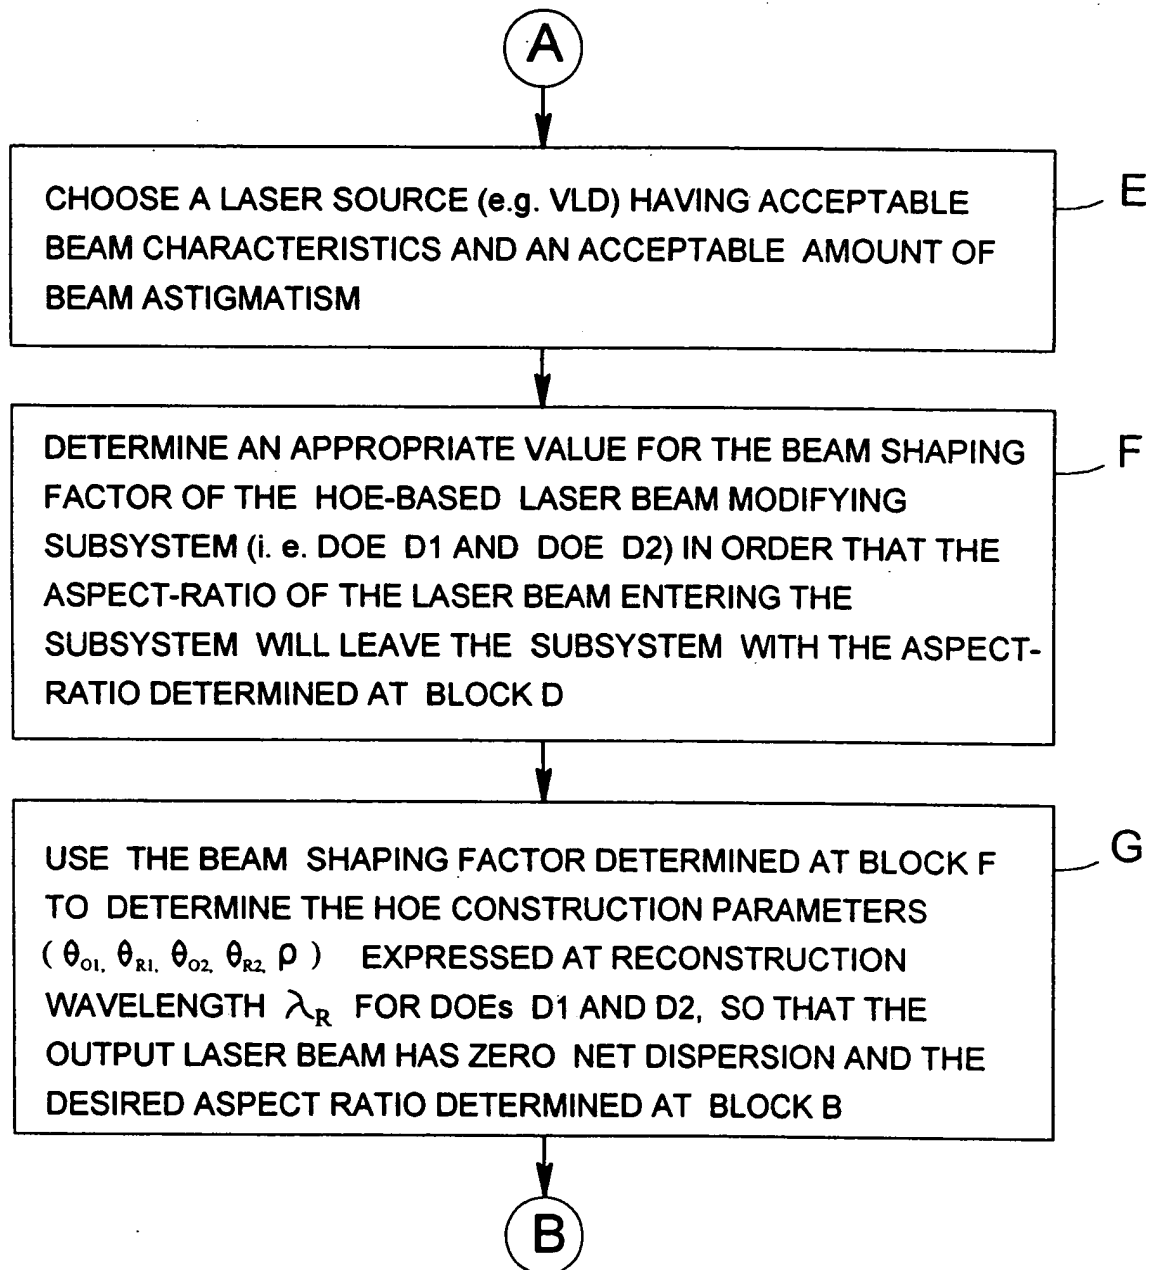 A
CHOOSE A LASER SOURCE (e.g. VLD) HAVING ACCEPTABLE
BEAM CHARACTERISTICS AND AN ACCEPTABLE AMOUNT OF
BEAM ASTIGMATISM
E
DETERMINE AN APPROPRIATE VALUE FOR THE BEAM SHAPING
FACTOR OF THE HOE-BASED LASER BEAM MODIFYING
SUBSYSTEM (i. e. DOE D1 AND DOE D2) IN ORDER THAT THE
ASPECT-RATIO OF THE LASER BEAM ENTERING THE
SUBSYSTEM WILL LEAVE THE SUBSYSTEM WITH THE ASPECT-
RATIO DETERMINED AT BLOCK D
F
USE THE BEAM SHAPING FACTOR DETERMINED AT BLOCK F
TO DETERMINE THE HOE CONSTRUCTION PARAMETERS
( θO1, θR1, θO2, θR2, ρ ) EXPRESSED AT RECONSTRUCTION
WAVELENGTH λR FOR DOEs D1 AND D2, SO THAT THE
OUTPUT LASER BEAM HAS ZERO NET DISPERSION AND THE
DESIRED ASPECT RATIO DETERMINED AT BLOCK B
G
B